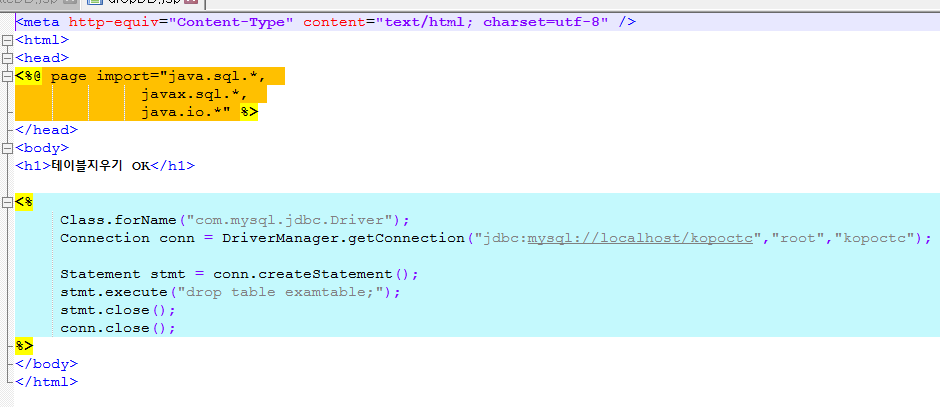 dropDB.jsp
<meta http-equiv="Content-Type" content="text/html; charset=utf-8" />
<html>
<head>
<%@ page import="java.sql.*,
javax.sql.*,
java.io.*" %>
</head>
<body>
<h1>테이블지우기 OK</h1>
<%
Class.forName("com.mysql.jdbc.Driver");
Connection conn = DriverManager.getConnection("jdbc:mysql://localhost/kopoctc","root","kopoctc");
Statement stmt = conn.createStatement();
stmt.execute("drop table examtable;");
stmt.close();
conn.close();
%>
</body>
</html>